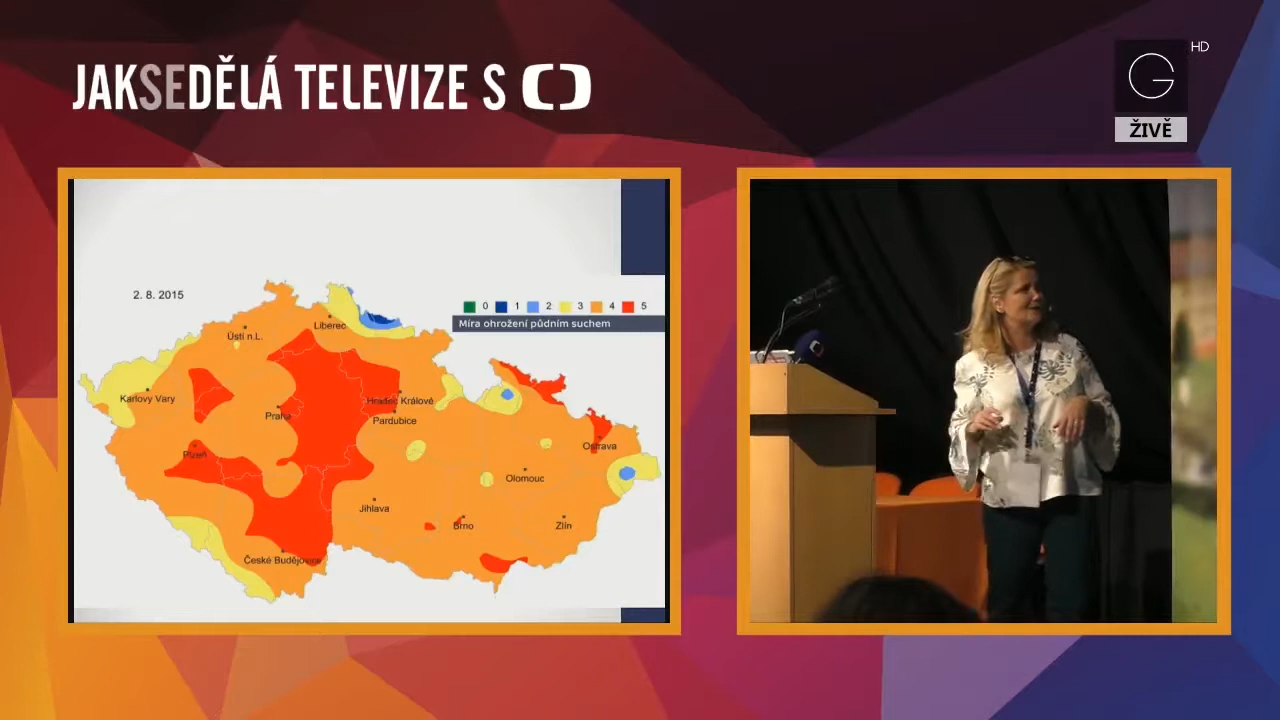 JAKSEDĚLÁ TELEVIZE S
HD
G
ŽIVĚ
2. 8. 2015
0 1 2 3 4 5
Míra ohrožení půdním suchem
Liberec
Ústí n.L.
Karlovy Vary
Hradec Králové
Praha
Pardubice
Plzeň
Ostrava
Olomouc
Jihlava
Brno
Zlín
České Budějovice